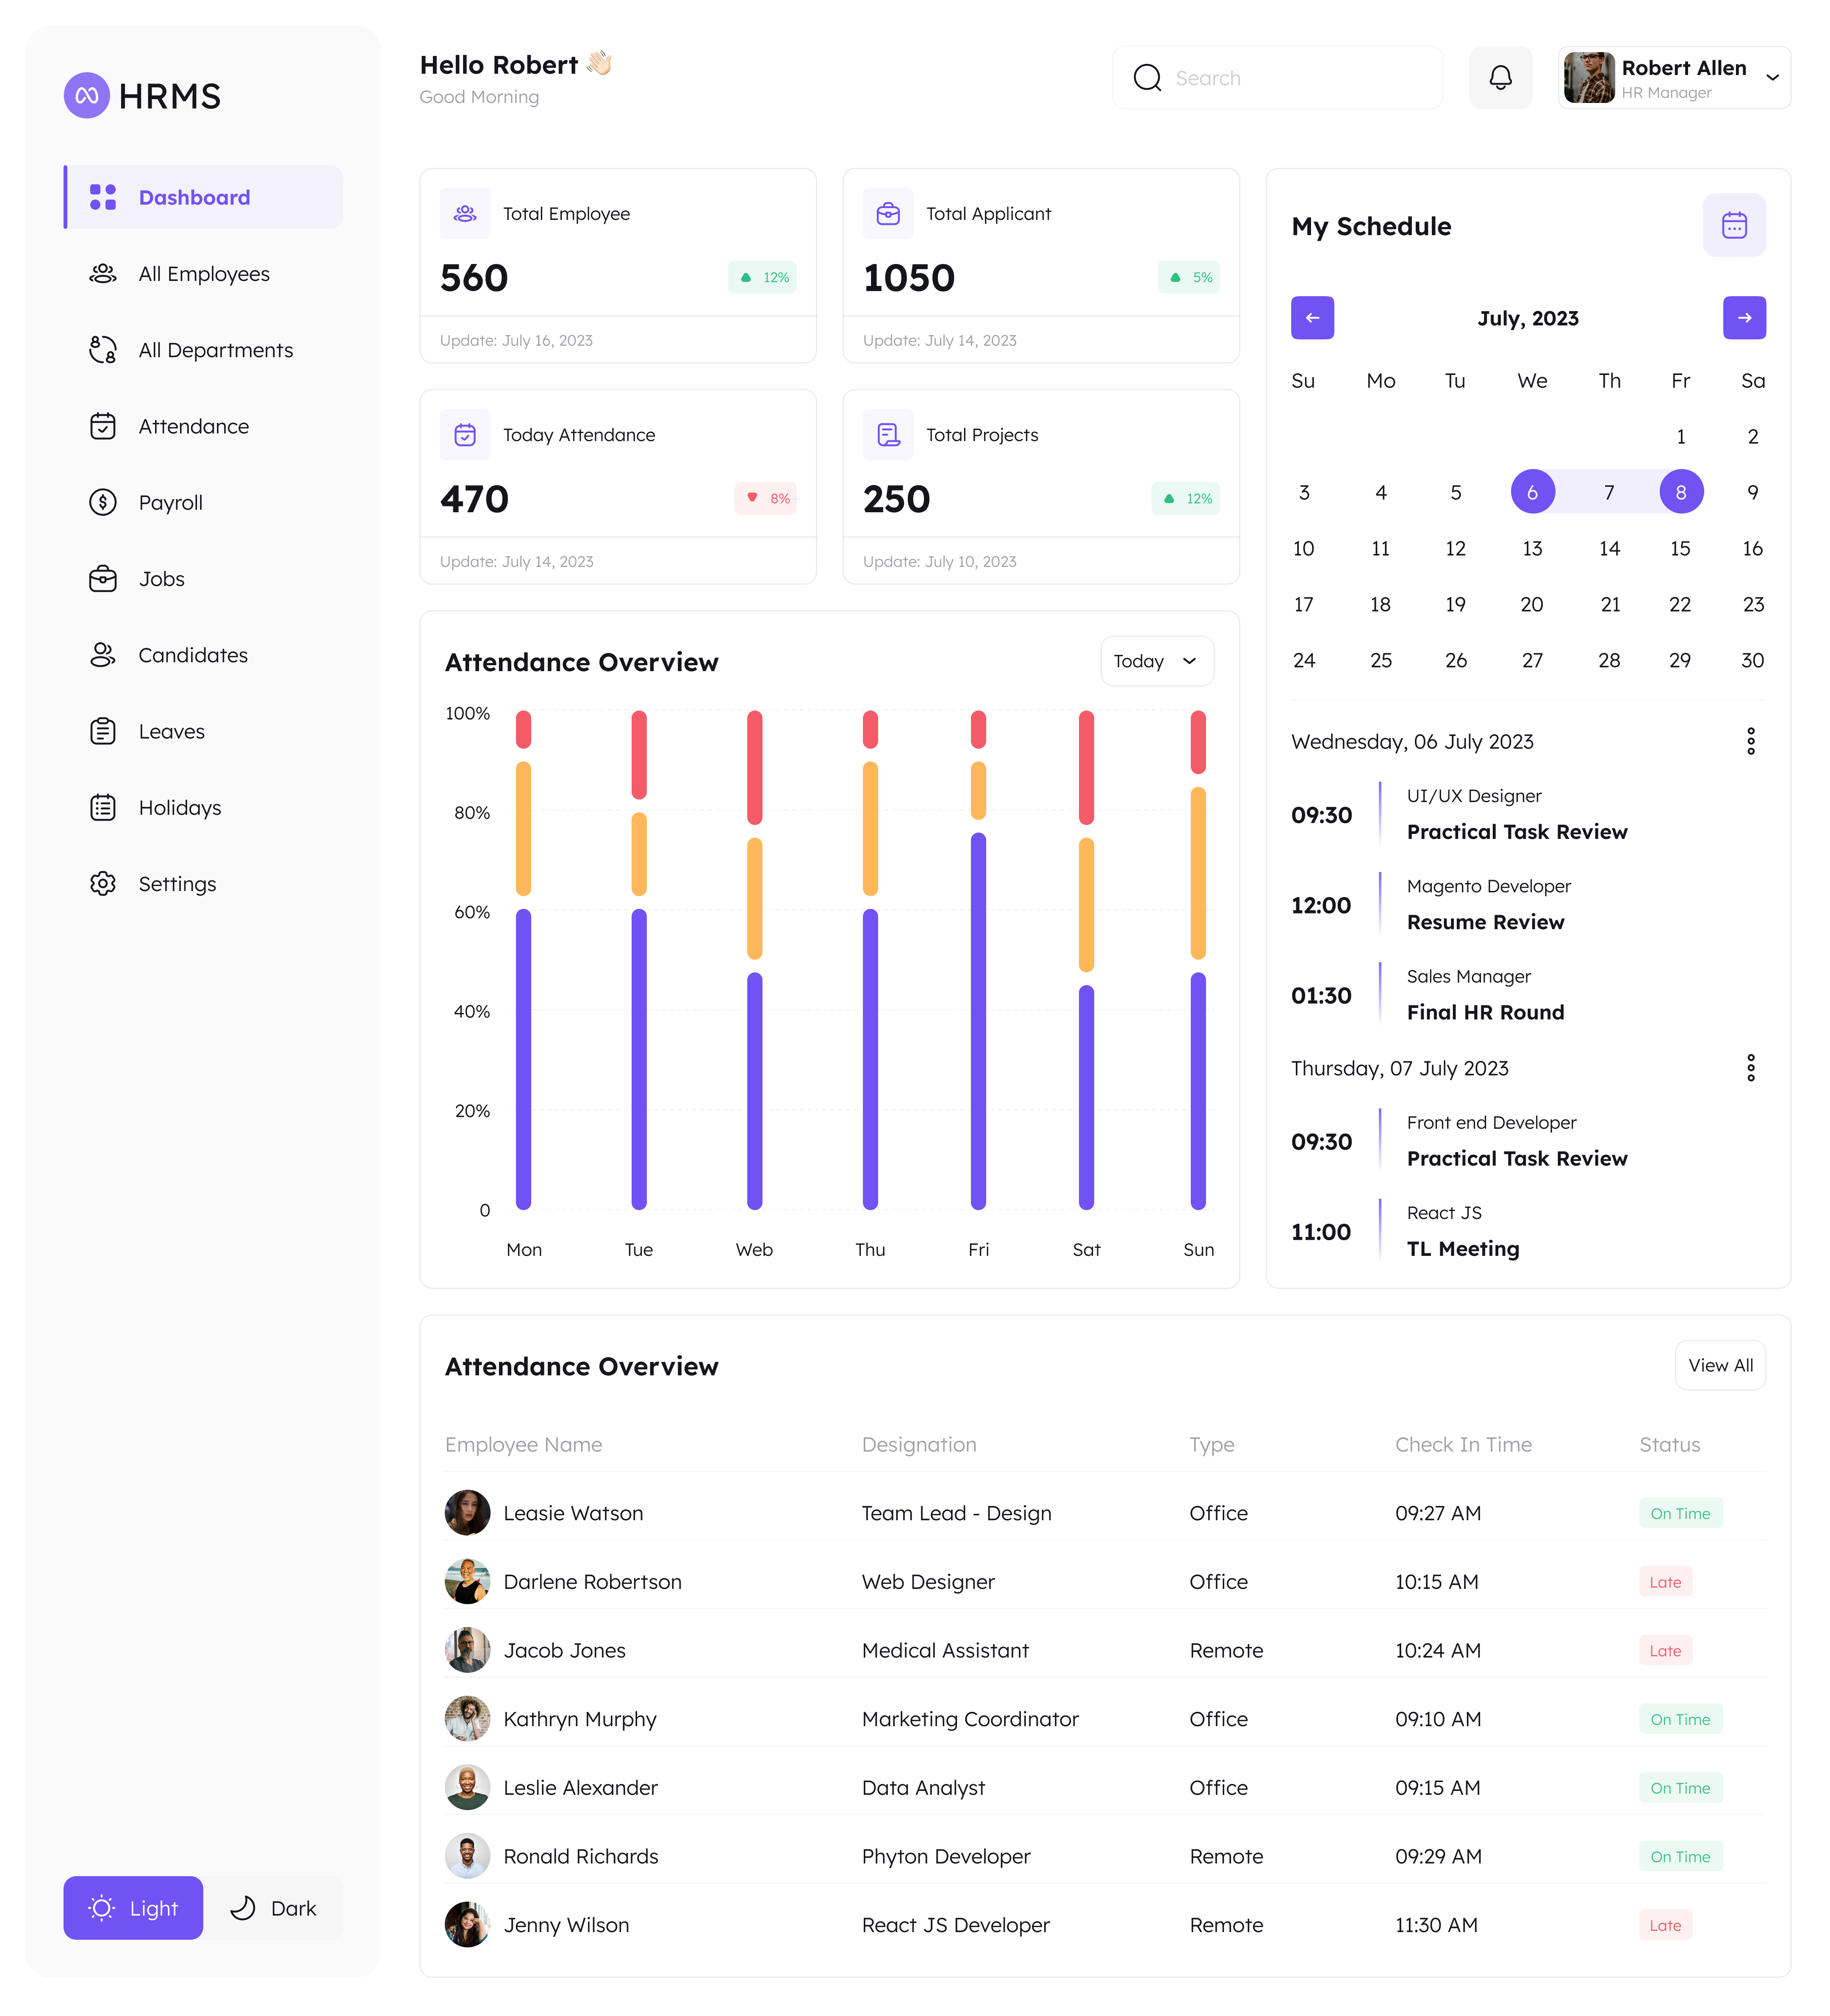 HRMS
Dashboard
All Employees
All Departments
Attendance
Payroll
Jobs
Candidates
Leaves
Holidays
Settings
Light
Dark
Hello Robert 👋🏻
Good Morning
Search
Robert Allen
HR Manager
Total Employee
560
12%
Update: July 16, 2023
Total Applicant
1050
5%
Update: July 14, 2023
Today Attendance
470
8%
Update: July 14, 2023
Total Projects
250
12%
Update: July 10, 2023
Attendance Overview
Today
100%
80%
60%
40%
20%
0
Mon Tue Web Thu Fri Sat Sun
My Schedule
July, 2023
Su Mo Tu We Th Fr Sa
1 2
3 4 5 6 7 8 9
10 11 12 13 14 15 16
17 18 19 20 21 22 23
24 25 26 27 28 29 30
Wednesday, 06 July 2023
09:30
UI/UX Designer
Practical Task Review
12:00
Magento Developer
Resume Review
01:30
Sales Manager
Final HR Round
Thursday, 07 July 2023
09:30
Front end Developer
Practical Task Review
11:00
React JS
TL Meeting
Attendance Overview
View All
Employee Name Designation Type Check In Time Status
Leasie Watson Team Lead - Design Office 09:27 AM On Time
Darlene Robertson Web Designer Office 10:15 AM Late
Jacob Jones Medical Assistant Remote 10:24 AM Late
Kathryn Murphy Marketing Coordinator Office 09:10 AM On Time
Leslie Alexander Data Analyst Office 09:15 AM On Time
Ronald Richards Phyton Developer Remote 09:29 AM On Time
Jenny Wilson React JS Developer Remote 11:30 AM Late